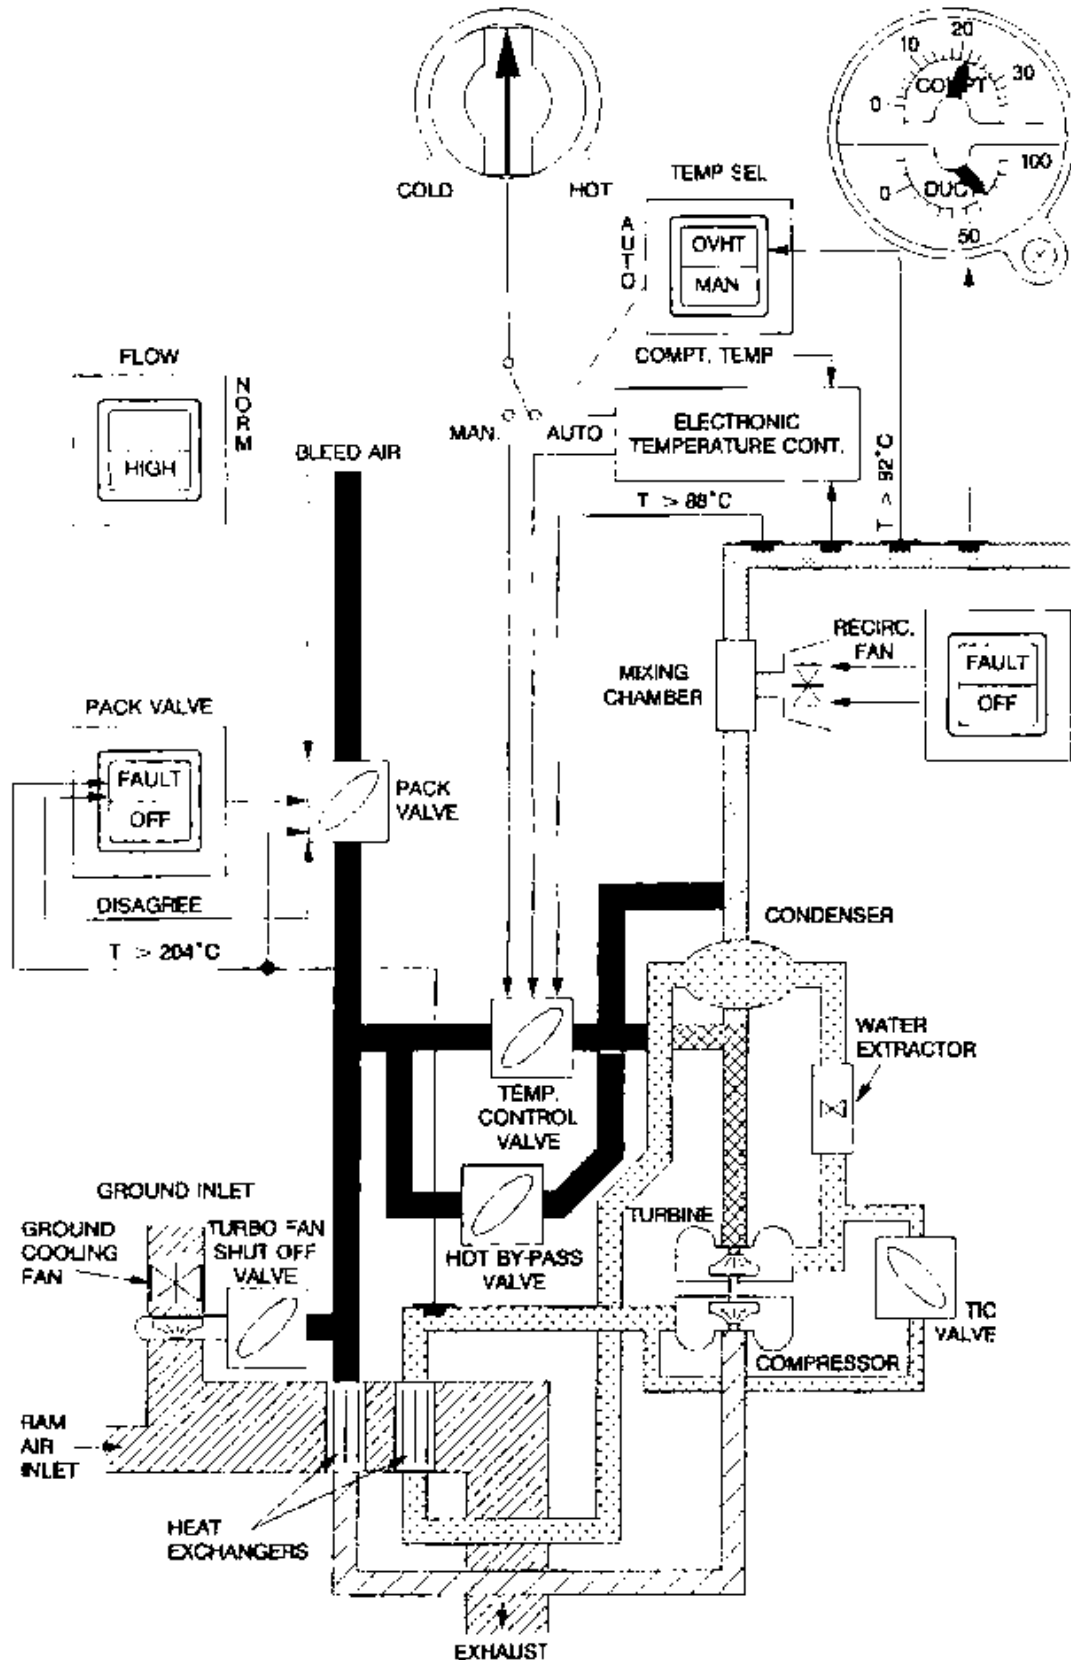 10
20
30
0
COMPT
COLD
HOT
TEMP SEL
100
0
DUCT
50
AUTO
OVHT
MAN
FLOW
NORM
HIGH
COMPT. TEMP
MAN.
AUTO
ELECTRONIC
TEMPERATURE CONT.
BLEED AIR
T > 88°C
T > 92°C
RECIRC.
FAN
FAULT
OFF
MIXING
CHAMBER
PACK VALVE
FAULT
OFF
PACK
VALVE
DISAGREE
T > 204°C
CONDENSER
WATER
EXTRACTOR
TEMP.
CONTROL
VALVE
GROUND INLET
GROUND
COOLING
FAN
TURBO FAN
SHUT OFF
VALVE
HOT BY-PASS
VALVE
TURBINE
TIC
VALVE
COMPRESSOR
RAM
AIR
INLET
HEAT
EXCHANGERS
EXHAUST